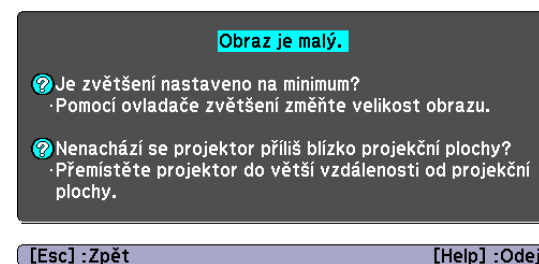 Obraz je malý.
Je zvětšení nastaveno na minimum?
·Pomocí ovladače zvětšení změňte velikost obrazu.
Nenachází se projektor příliš blízko projekční plochy?
·Přemístěte projektor do větší vzdálenosti od projekční
plochy.
[Esc] :Zpět [Help] :Odej